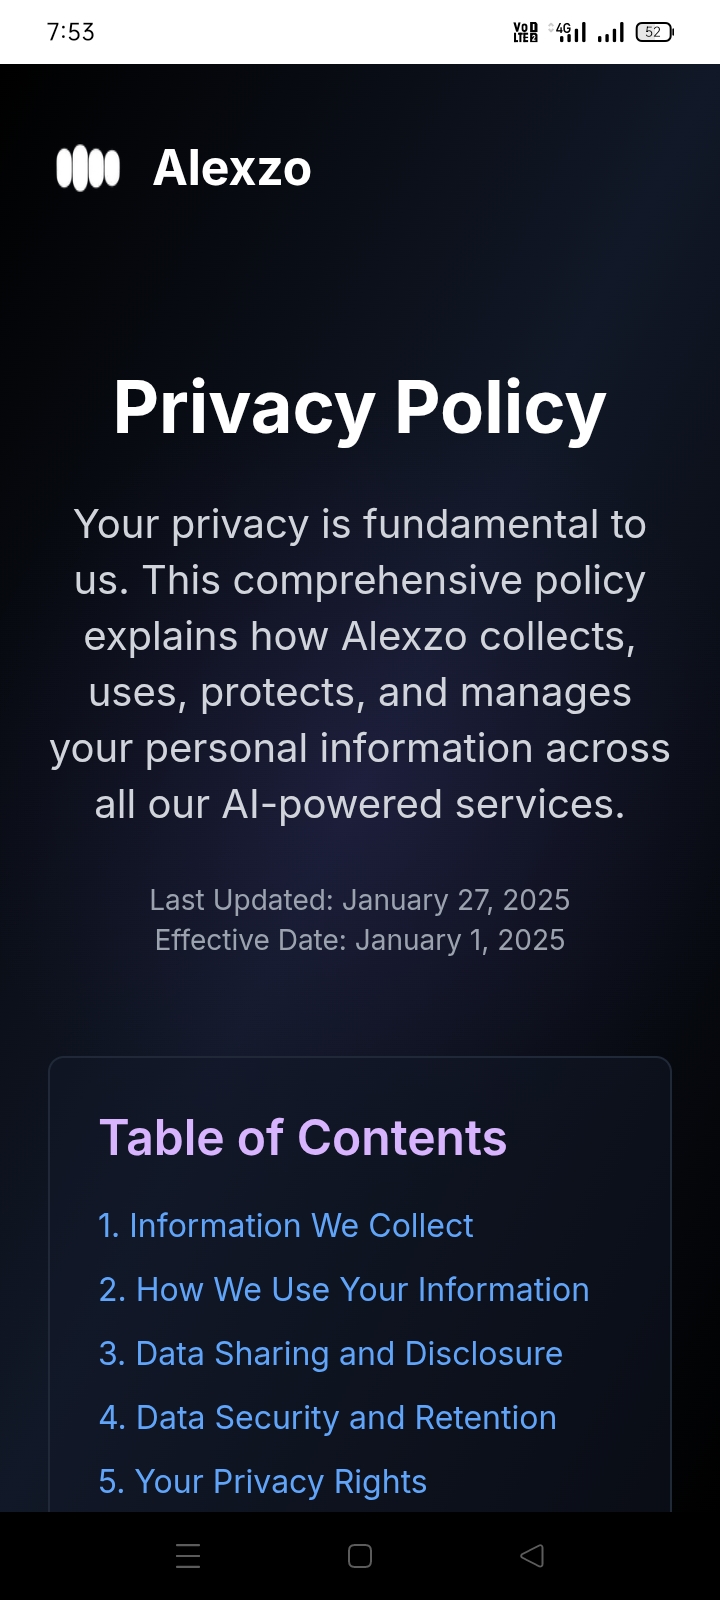 7:53
Vo D
LTE 2
4G
52
Alexzo
Privacy Policy
Your privacy is fundamental to
us. This comprehensive policy
explains how Alexzo collects,
uses, protects, and manages
your personal information across
all our AI-powered services.
Last Updated: January 27, 2025
Effective Date: January 1, 2025
Table of Contents
1. Information We Collect
2. How We Use Your Information
3. Data Sharing and Disclosure
4. Data Security and Retention
5. Your Privacy Rights